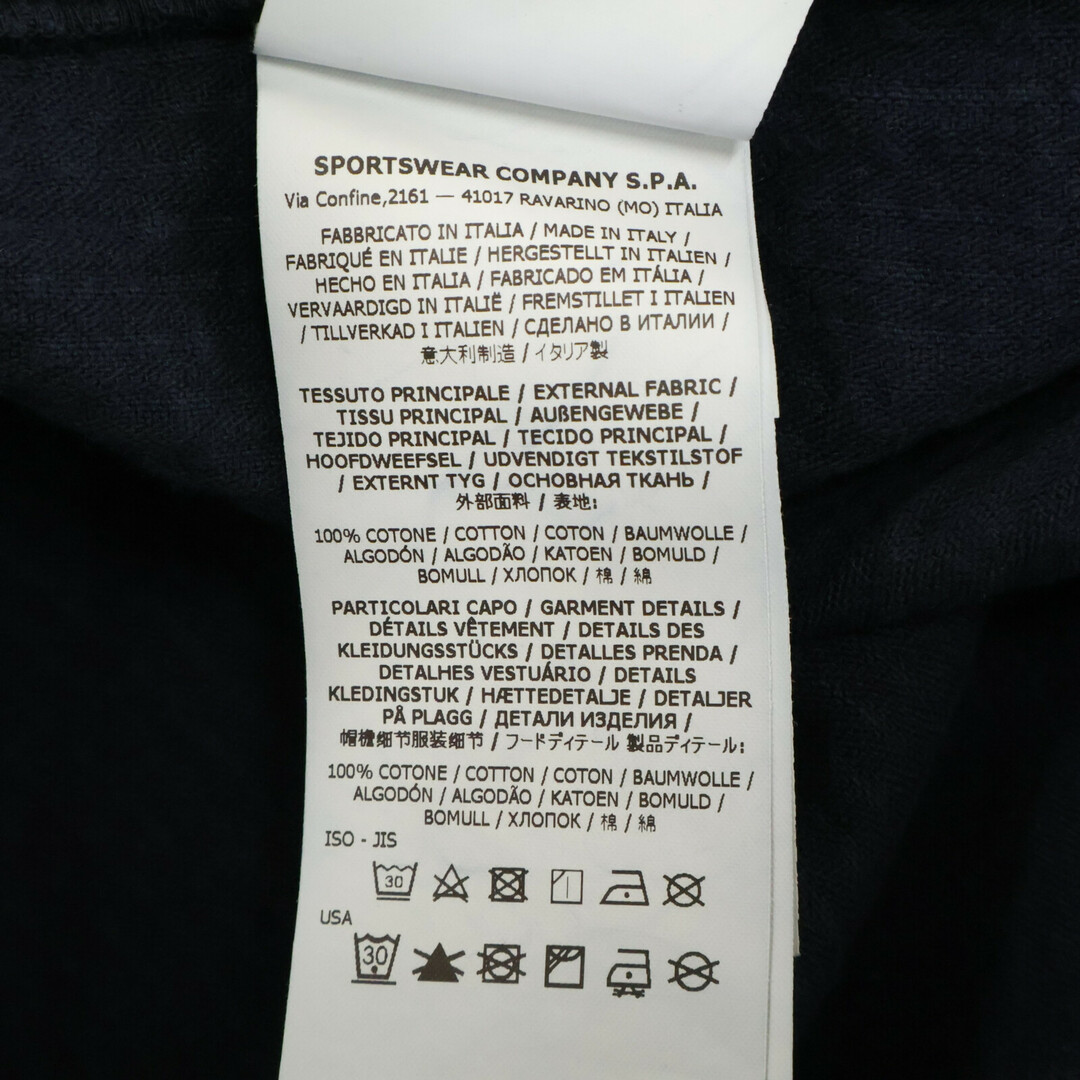 SPORTSWEAR COMPANY S.P.A.
Via Confine,2161 — 41017 RAVARINO (MO) ITALIA
FABBRICATO IN ITALIA / MADE IN ITALY /
FABRIQUÉ EN ITALIE / HERGESTELLT IN ITALIEN /
HECHO EN ITALIA / FABRICADO EM ITÁLIA /
VERVAARDIGD IN ITALIË / FREMSTILLET I ITALIEN
/ TILLVERKAD I ITALIEN / СДЕЛАНО В ИТАЛИИ /
意大利制造 / イタリア製
TESSUTO PRINCIPALE / EXTERNAL FABRIC /
TISSU PRINCIPAL / AUßENGEWEBE /
TEJIDO PRINCIPAL / TECIDO PRINCIPAL /
HOOFDWEEFSEL / UDVENDIGT TEKSTILSTOF
/ EXTERNT TYG / ОСНОВНАЯ ТКАНЬ /
外部面料 / 表地:
100% COTONE / COTTON / COTON / BAUMWOLLE /
ALGODÓN / ALGODÃO / KATOEN / BOMULD /
BOMULL / ХЛОПОК / 棉 / 綿
PARTICOLARI CAPO / GARMENT DETAILS /
DÉTAILS VÊTEMENT / DETAILS DES
KLEIDUNGSSTÜCKS / DETALLES PRENDA /
DETALHES VESTUÁRIO / DETAILS
KLEDINGSTUK / HÆTTEDETALJE / DETALJER
PÅ PLAGG / ДЕТАЛИ ИЗДЕЛИЯ /
帽檐细节服装细节 / フードディテール 製品ディテール:
100% COTONE / COTTON / COTON / BAUMWOLLE /
ALGODÓN / ALGODÃO / KATOEN / BOMULD /
BOMULL / ХЛОПОК / 棉 / 綿
ISO - JIS
30
USA
30